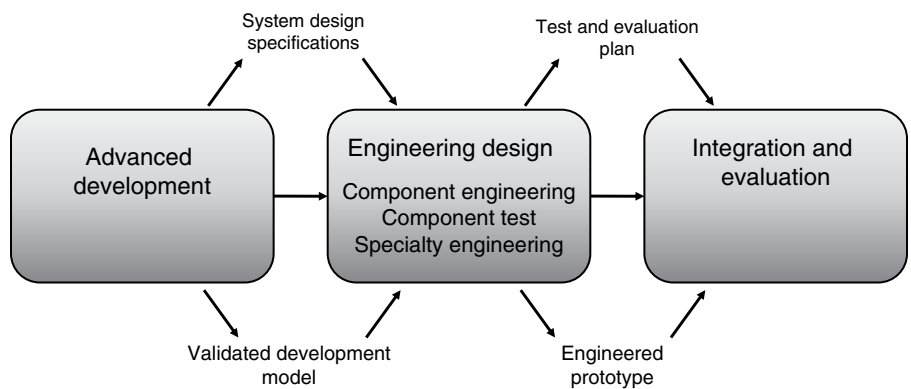 System design
specifications
Test and evaluation
plan
Advanced
development
Engineering design
Component engineering
Component test
Specialty engineering
Integration and
evaluation
Validated development
model
Engineered
prototype